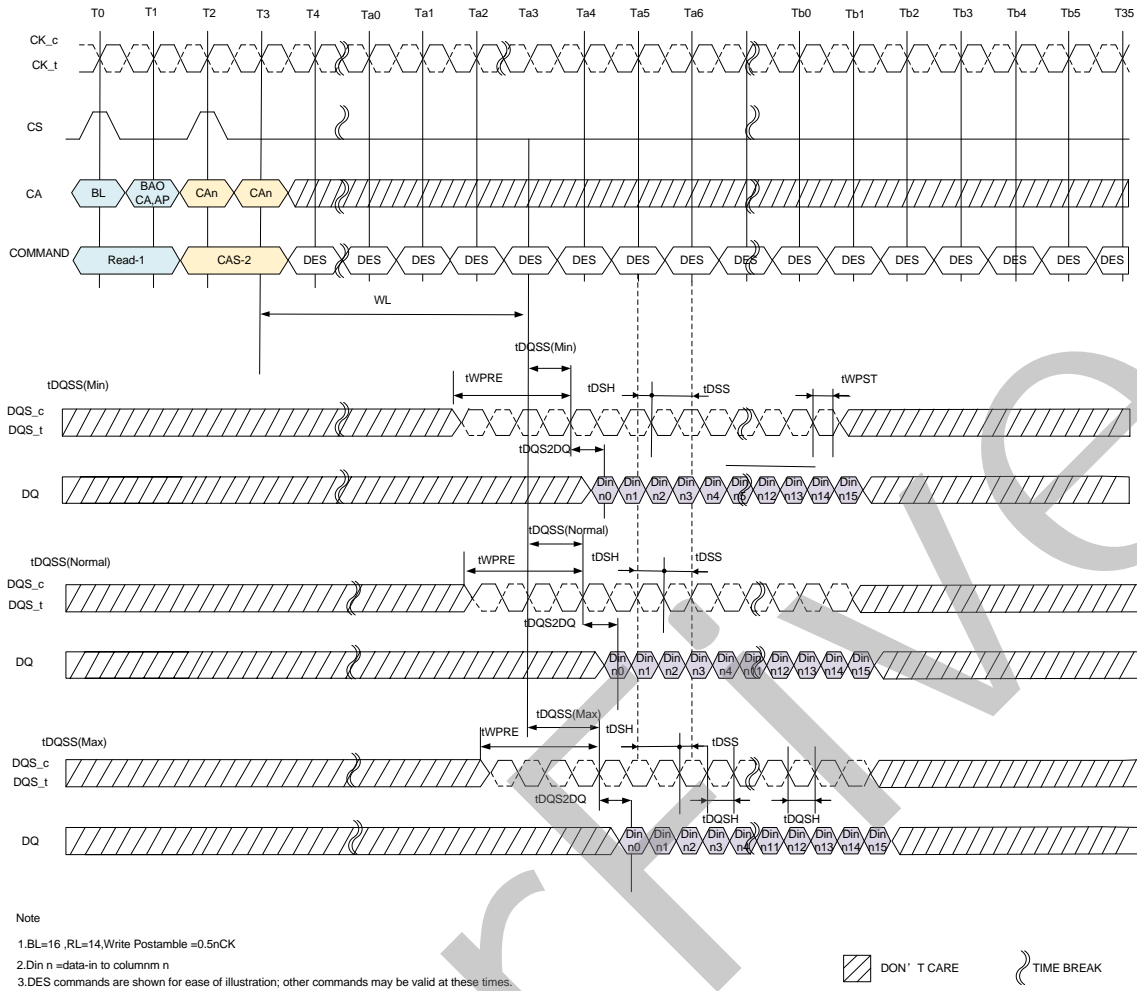 T0 T1 T2 T3 T4 Ta0 Ta1 Ta2 Ta3 Ta4 Ta5 Ta6 Tb0 Tb1 Tb2 Tb3 Tb4 Tb5 T35
CK_c
CK_t
CS
CA BL BAO CAn CAn
CA,AP
COMMAND Read-1 CAS-2 DES DES DES DES DES DES DES DES DES DES DES DES DES DES DES DES
WL
tDQSS(Min)
tDQSS(Min) tWPRE tDSH tDSS tWPST
DQS_c
DQS_t
tDQS2DQ
DQ Din n0 Din n1 Din n2 Din n3 Din n4 Din n5 Din n12 Din n13 Din n14 Din n15
tDQSS(Normal)
tDQSS(Normal) tWPRE tDSH tDSS
DQS_c
DQS_t
tDQS2DQ
DQ Din n0 Din n1 Din n2 Din n3 Din n4 Din n11 Din n12 Din n13 Din n14 Din n15
tDQSS(Max)
tDQSS(Max) tWPRE tDSH tDSS
DQS_c
DQS_t
tDQS2DQ tDQSH tDQSH
DQ Din n0 Din n1 Din n2 Din n3 Din n4 Din n11 Din n12 Din n13 Din n14 Din n15
Note
1.BL=16 ,RL=14,Write Postamble =0.5nCK
2.Din n =data-in to columnm n
3.DES commands are shown for ease of illustration; other commands may be valid at these times.
DON' T CARE TIME BREAK